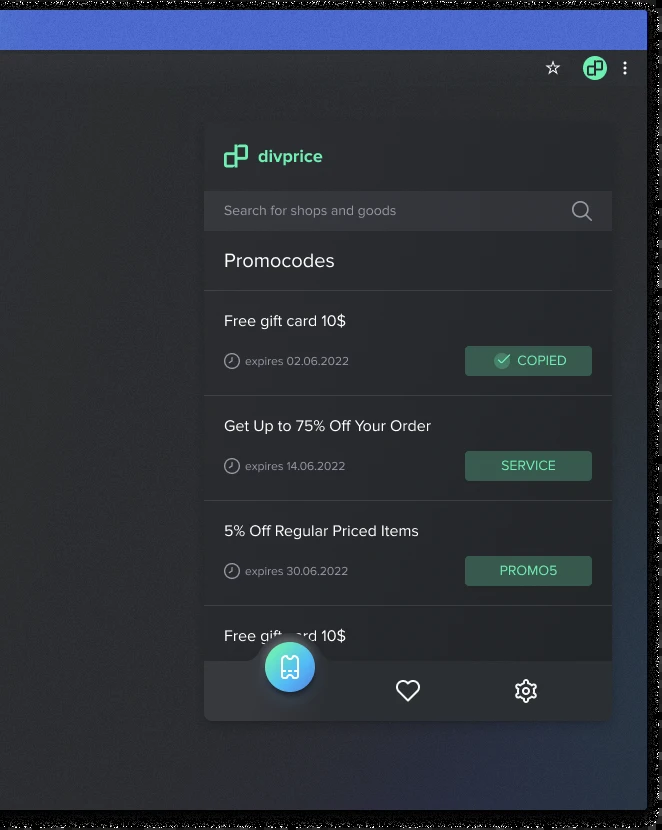 divprice
Search for shops and goods
Promocodes
Free gift card 10$
expires 02.06.2022
COPIED
Get Up to 75% Off Your Order
expires 14.06.2022
SERVICE
5% Off Regular Priced Items
expires 30.06.2022
PROMO5
Free gift card 10$